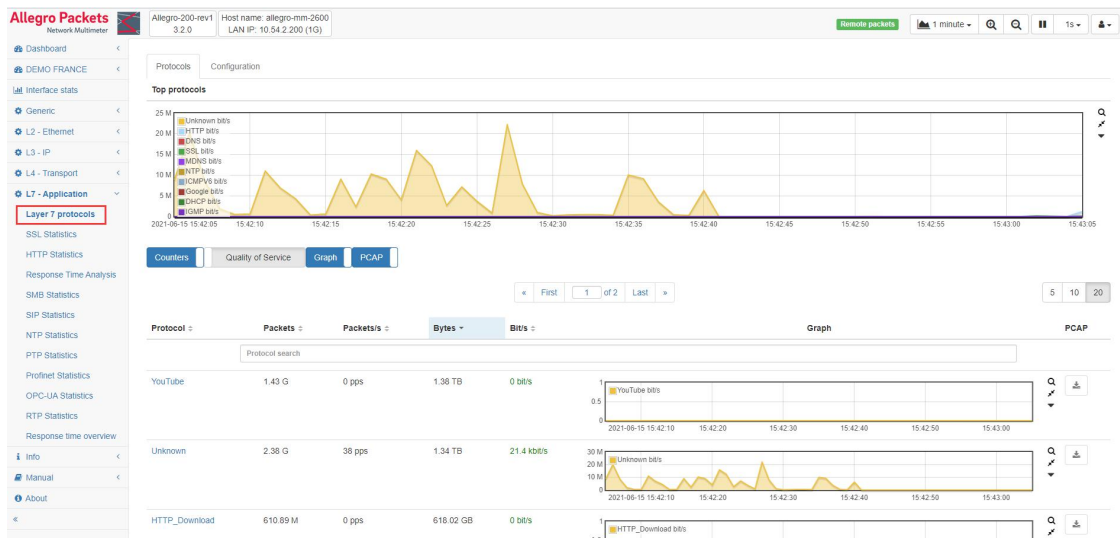 Allegro Packets
Network Multimeter
Allegro-200-rev1
3.2.0
Host name: allegro-mm-2600
LAN IP: 10.54.2.200 (1G)
Remote packets
1 minute
1s
Dashboard
DEMO FRANCE
Interface stats
Generic
L2 - Ethernet
L3 - IP
L4 - Transport
L7 - Application
Layer 7 protocols
SSL Statistics
HTTP Statistics
Response Time Analysis
SMB Statistics
SIP Statistics
NTP Statistics
PTP Statistics
Profinet Statistics
OPC-UA Statistics
RTP Statistics
Response time overview
Info
Manual
About
«
Protocols Configuration
Top protocols
25 M
20 M
15 M
10 M
5 M
0
Unknown bit/s
HTTP bit/s
DNS bit/s
SSL bit/s
MDNS bit/s
NTP bit/s
ICMPV6 bit/s
Google bit/s
DHCP bit/s
IGMP bit/s
2021-06-15 15:42:05 15:42:10 15:42:15 15:42:20 15:42:25 15:42:30 15:42:35 15:42:40 15:42:45 15:42:50 15:42:55 15:43:00 15:43:05
Counters Quality of Service Graph PCAP
« First 1 of 2 Last »
5 10 20
Protocol Packets Packets/s Bytes Bit/s Graph PCAP
Protocol search
YouTube 1.43 G 0 pps 1.38 TB 0 bit/s
1
0.5
0
YouTube bit/s
2021-06-15 15:42:10 15:42:20 15:42:30 15:42:40 15:42:50 15:43:00
Unknown 2.38 G 38 pps 1.34 TB 21.4 kbit/s
30 M
20 M
10 M
0
Unknown bit/s
2021-06-15 15:42:10 15:42:20 15:42:30 15:42:40 15:42:50 15:43:00
HTTP_Download 610.89 M 0 pps 618.02 GB 0 bit/s
1
HTTP_Download bit/s